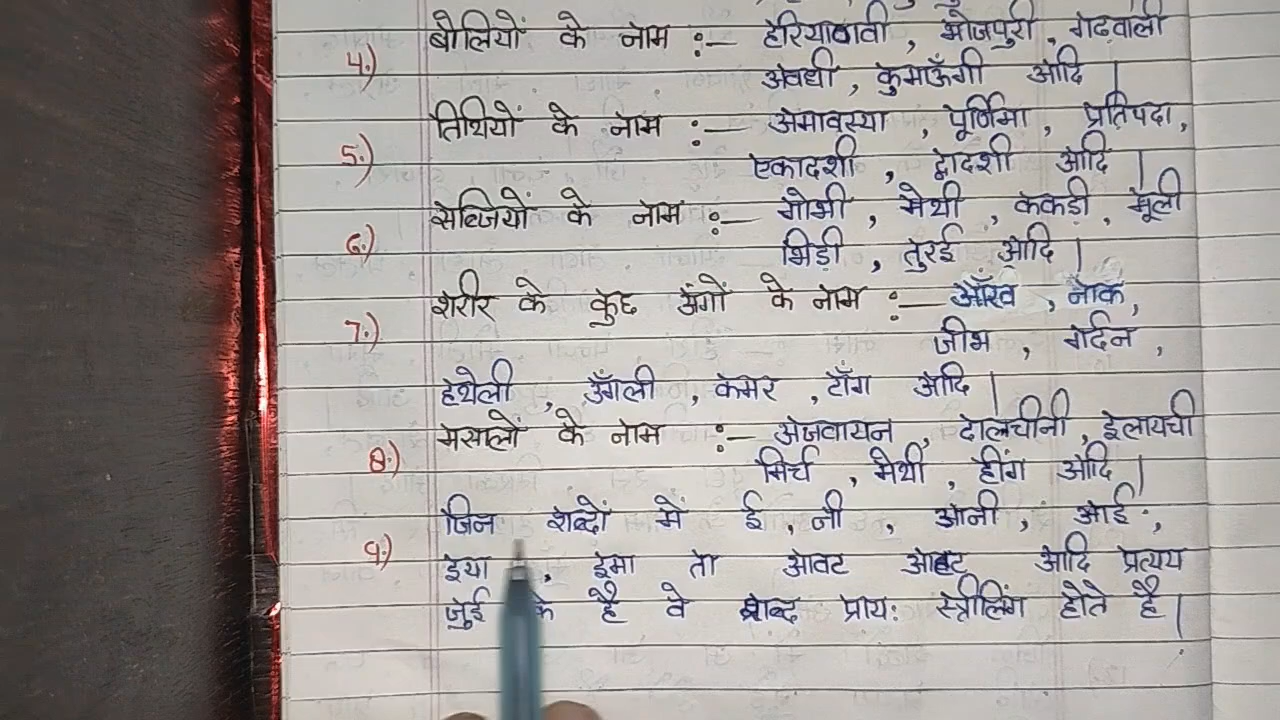 4.) बोलियों के नाम :— हरियाणवी , भोजपुरी , गढवाली
अवधी , कुमाऊँगी आदि |
5.) तिथियों के नाम :— अमावस्या , पूर्णिमा , प्रतिपदा,
एकादशी , द्वादशी आदि |
6.) सब्जियों के नाम :— गोभी , मेथी , ककड़ी , मूली
भिड़ी , तुरई आदि |
7.) शरीर के कुछ अंगों के नाम :— आँख , नाक,
जीभ , गर्दन ,
हथेली , उँगली , कमर , टाँग आदि |
8.) मसालों के नाम :— अजवायन , दालचीनी , इलायची
मिर्च , मेथी , हींग आदि |
9.) जिन शब्दों में ई , नी , आनी , आई ,
इया , इमा ता आवट आहट आदि प्रत्यय
जुई के है वे शब्द प्रायः स्त्रीलिंग होते है |